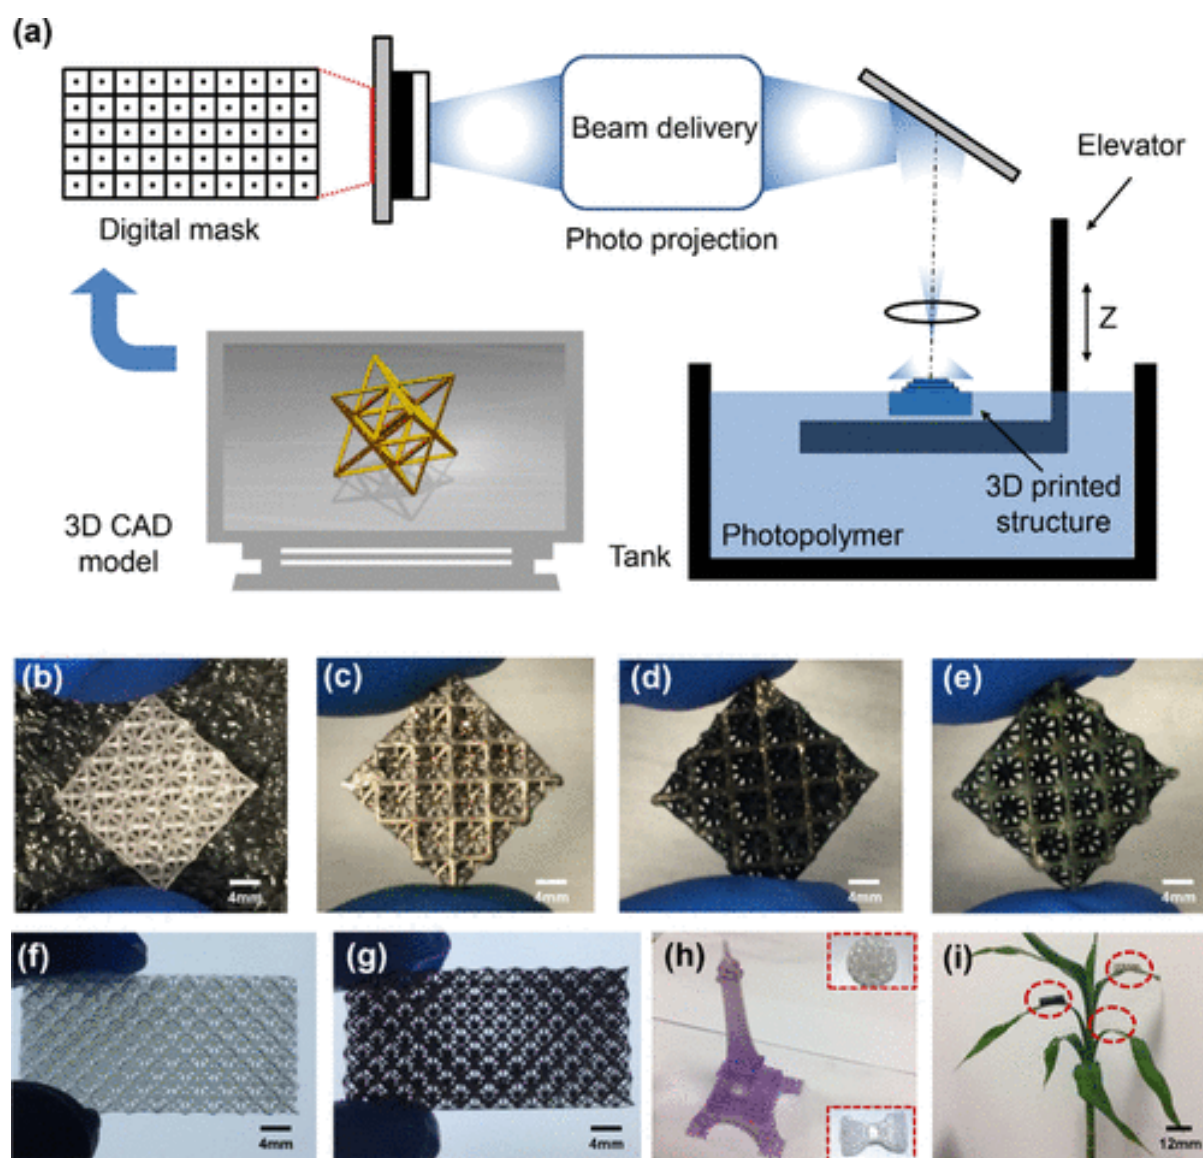 (a)
Digital mask
Beam delivery
Photo projection
Elevator
Z
3D CAD
model
3D printed
structure
Photopolymer
Tank
(b)
4mm
(c)
4mm
(d)
4mm
(e)
4mm
(f)
4mm
(g)
4mm
(h)
(i)
12mm